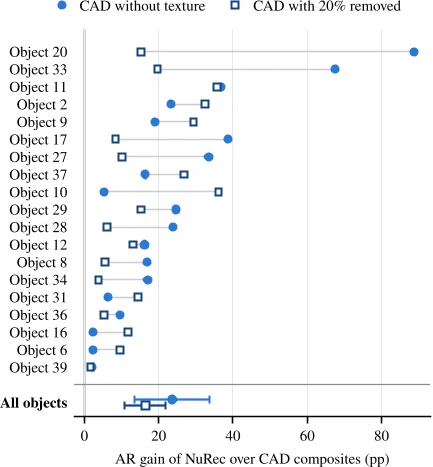 CAD without texture CAD with 20% removed
Object 20
Object 33
Object 11
Object 2
Object 9
Object 17
Object 27
Object 37
Object 10
Object 29
Object 28
Object 12
Object 8
Object 34
Object 31
Object 36
Object 16
Object 6
Object 39
All objects
0 20 40 60 80
AR gain of NuRec over CAD composites (pp)